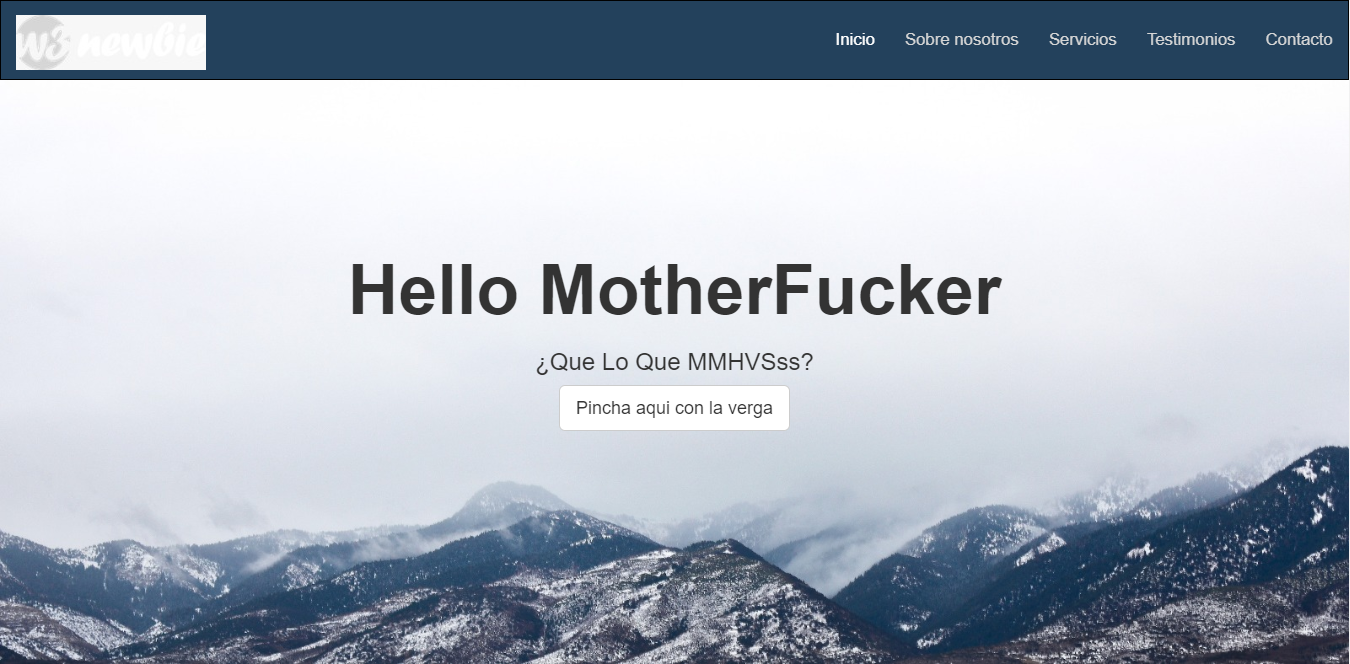 w3 newbie
Inicio Sobre nosotros Servicios Testimonios Contacto
Hello MotherFucker
¿Que Lo Que MMHVSss?
Pincha aqui con la verga